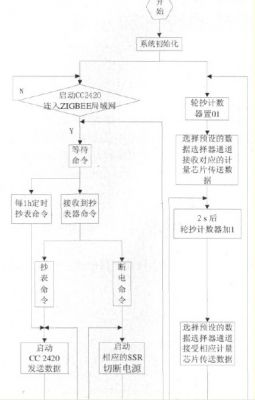 开
始
系统初始化
N
启动CC2420
连入ZIGBEE局域网
Y
等待
命令
每1h定时
抄表命令
接收到抄
表器命令
抄
表
命
令
断
电
命
令
启动
CC 2420
发送数据
启动
相应的SSR
切断电源
轮抄计数
器置01
选择预设的数
据选择器通道
接收对应的计
量芯片传送数
据
2 s后
轮抄计数器加1
选择预设的数
据选择器通道
接受相应计量
芯片传送数据